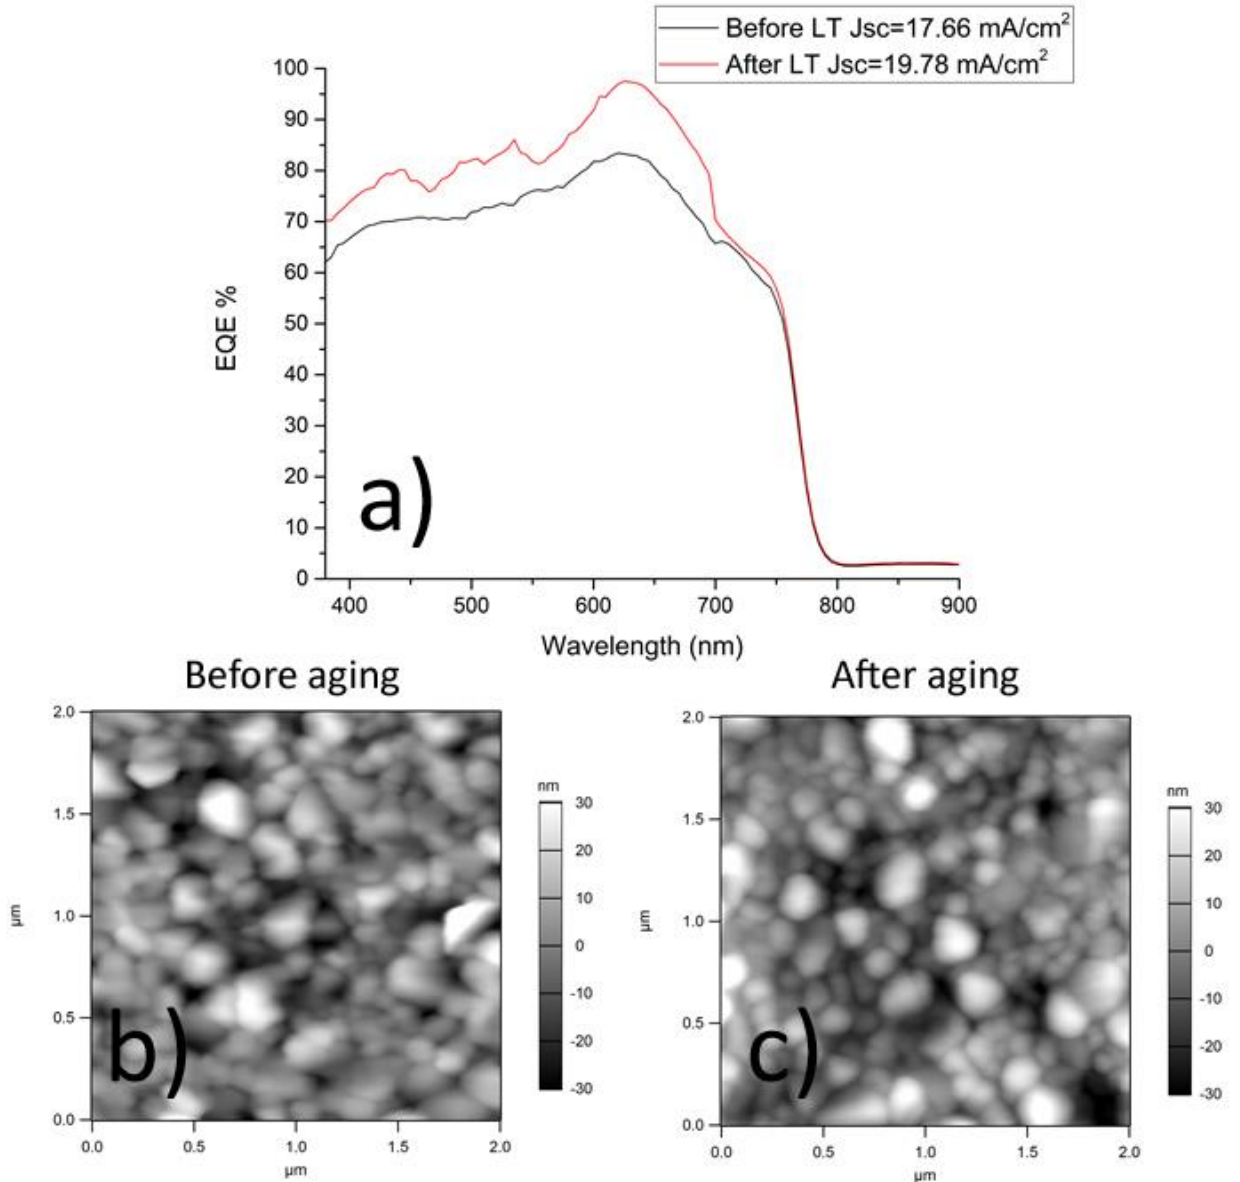 Before LT Jsc=17.66 mA/cm²
After LT Jsc=19.78 mA/cm²
100
90
80
70
60
50
40
30
20
10
0
EQE %
a)
400 500 600 700 800 900
Wavelength (nm)
Before aging
2.0
1.5
1.0
0.5
0.0
µm
b)
0.0 0.5 1.0 1.5 2.0
µm
nm
30
20
10
0
-10
-20
-30
After aging
2.0
1.5
1.0
0.5
0.0
µm
c)
0.0 0.5 1.0 1.5 2.0
µm
nm
30
20
10
0
-10
-20
-30